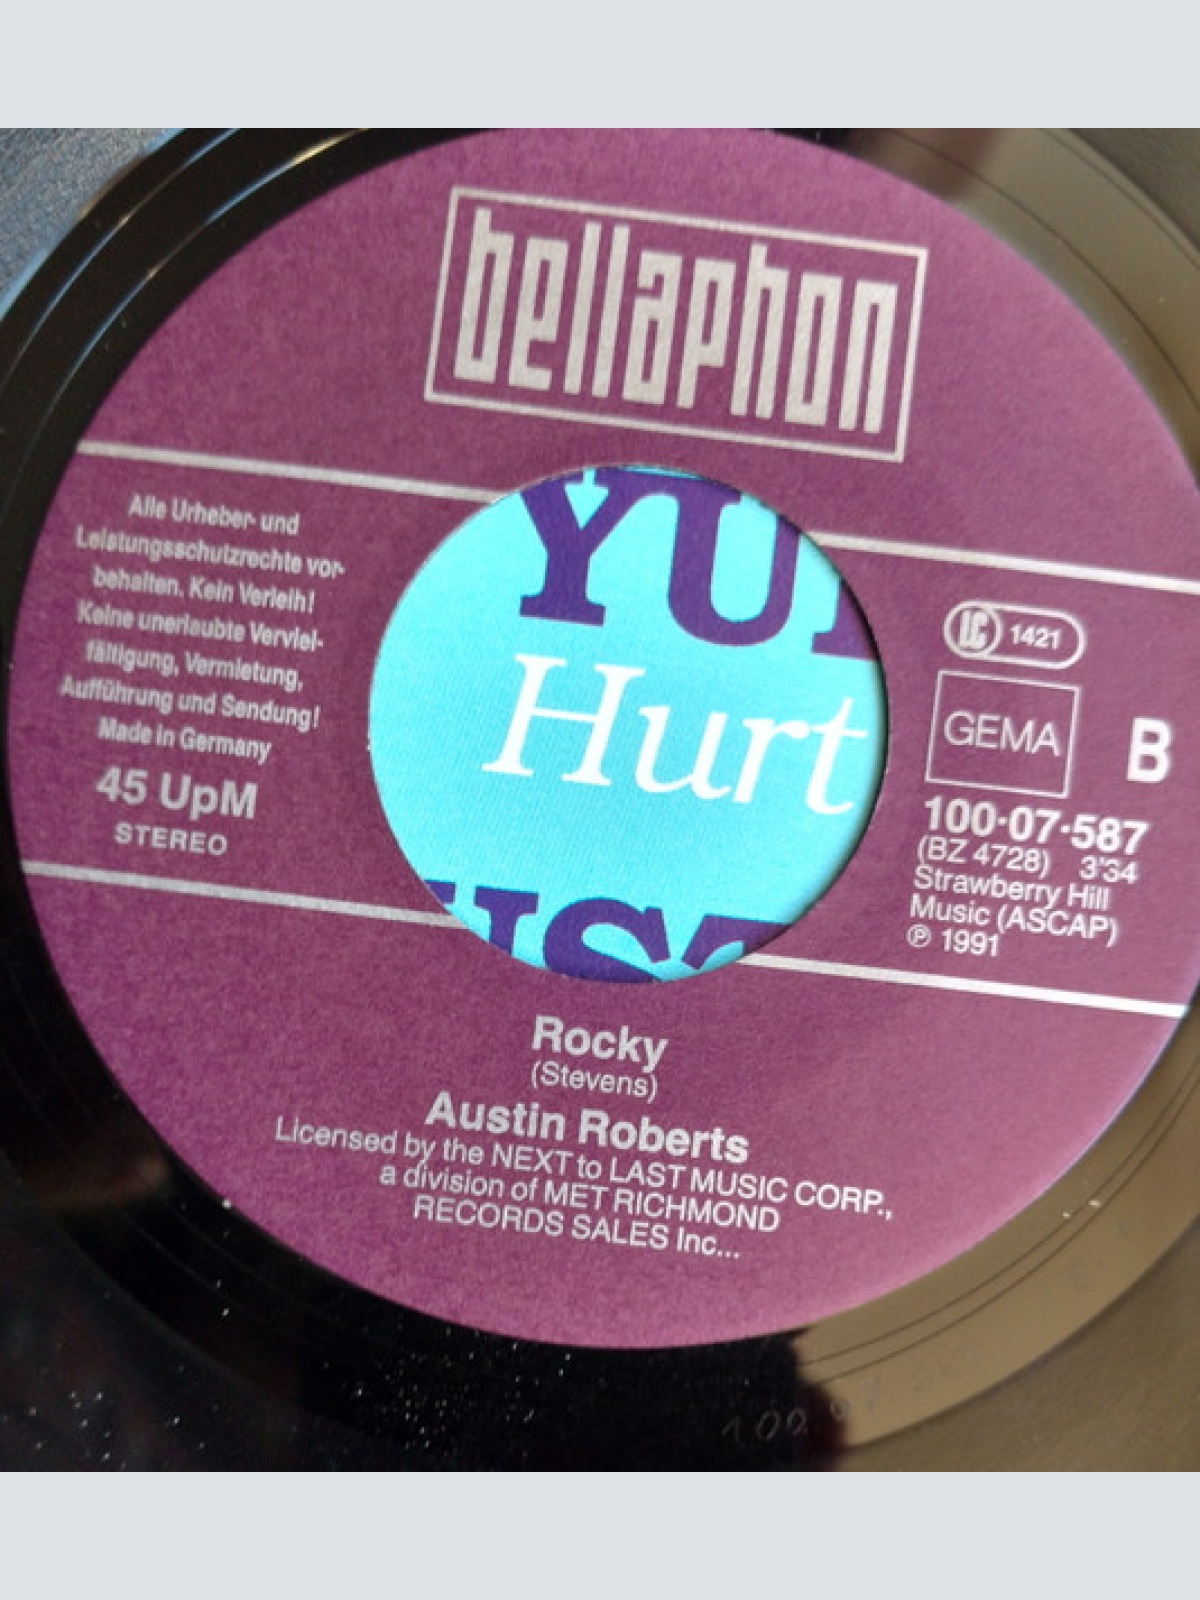 bellaphon
Alle Urheber- und
Leistungsschutzrechte vor-
behalten. Kein Verleih!
Keine unerlaubte Verviel-
fältigung, Vermietung,
Aufführung und Sendung!
Made in Germany
45 UpM
STEREO
Hurt
LC 1421
GEMA
B
100·07·587
(BZ 4728) 3'34
Strawberry Hill
Music (ASCAP)
℗ 1991
Rocky
(Stevens)
Austin Roberts
Licensed by the NEXT to LAST MUSIC CORP.,
a division of MET RICHMOND
RECORDS SALES Inc...